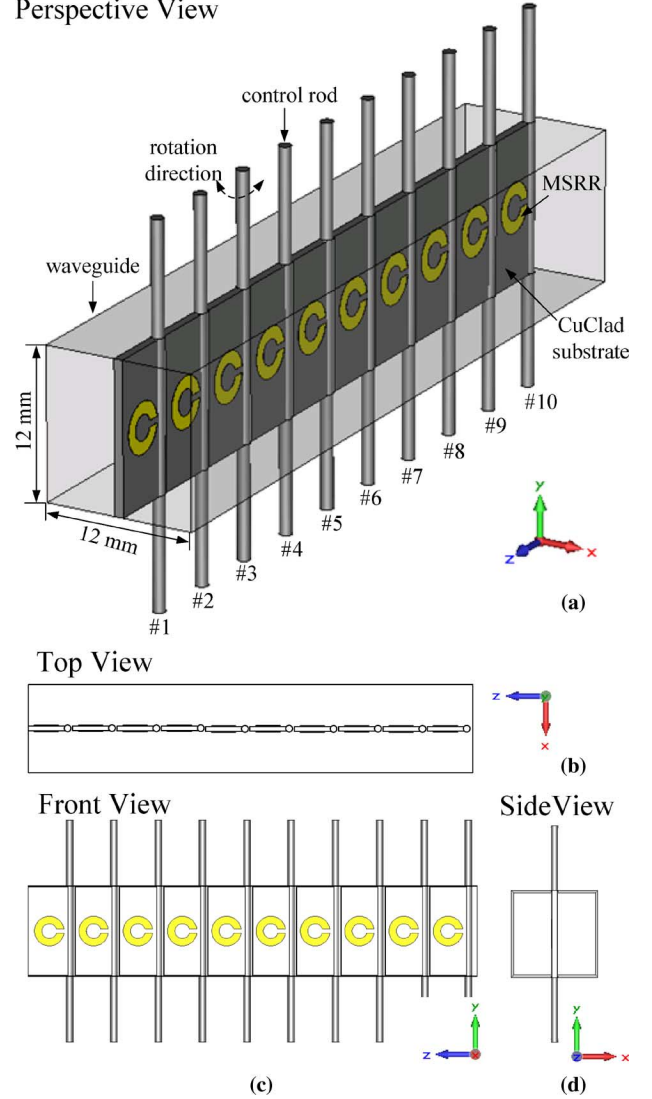 Perspective View
control rod
rotation
direction
MSRR
waveguide
CuClad
substrate
12 mm
12 mm
#10
#9
#8
#7
#6
#5
#4
#3
#2
#1
y
z
x
(a)
Top View
z
y
x
(b)
Front View
SideView
y
z
x
y
z
x
(c)
(d)